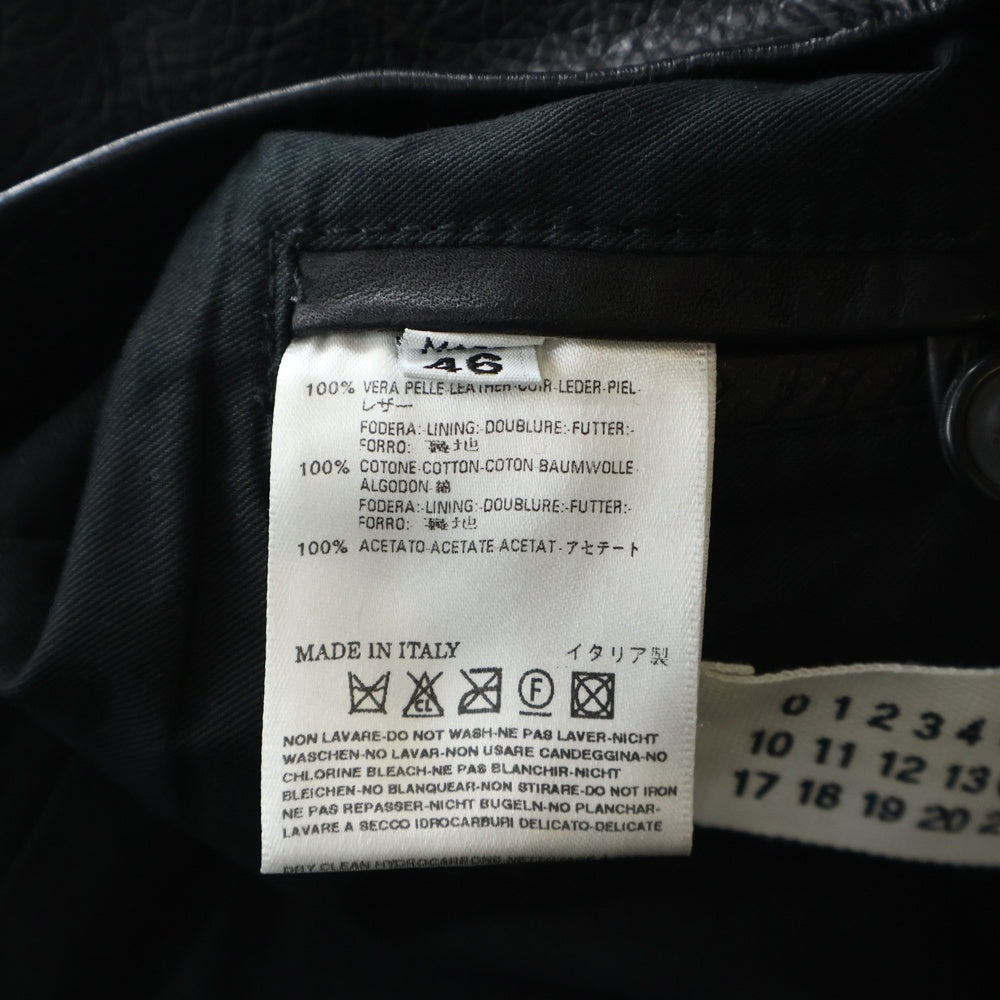 46
100% VERA PELLE-LEATHER-CUIR-LEDER-PIEL-
レザー
FODERA:-LINING:-DOUBLURE:-FUTTER:-
FORRO: 裏地
100% COTONE-COTTON-COTON-BAUMWOLLE-
ALGODON-綿
FODERA:-LINING:-DOUBLURE:-FUTTER:-
FORRO: 裏地
100% ACETATO-ACETATE-ACETAT-アセテート
MADE IN ITALY イタリア製
CL F
NON LAVARE-DO NOT WASH-NE PAS LAVER-NICHT
WASCHEN-NO LAVAR-NON USARE CANDEGGINA-NO
CHLORINE BLEACH-NE PAS BLANCHIR-NICHT
BLEICHEN-NO BLANQUEAR-NON STIRARE-DO NOT IRON
NE PAS REPASSER-NICHT BUGELN-NO PLANCHAR-
LAVARE A SECCO IDROCARBURI DELICATO-DELICATE
DRY CLEAN HYDROCARBONS
0 1 2 3 4
10 11 12 13
17 18 19 20